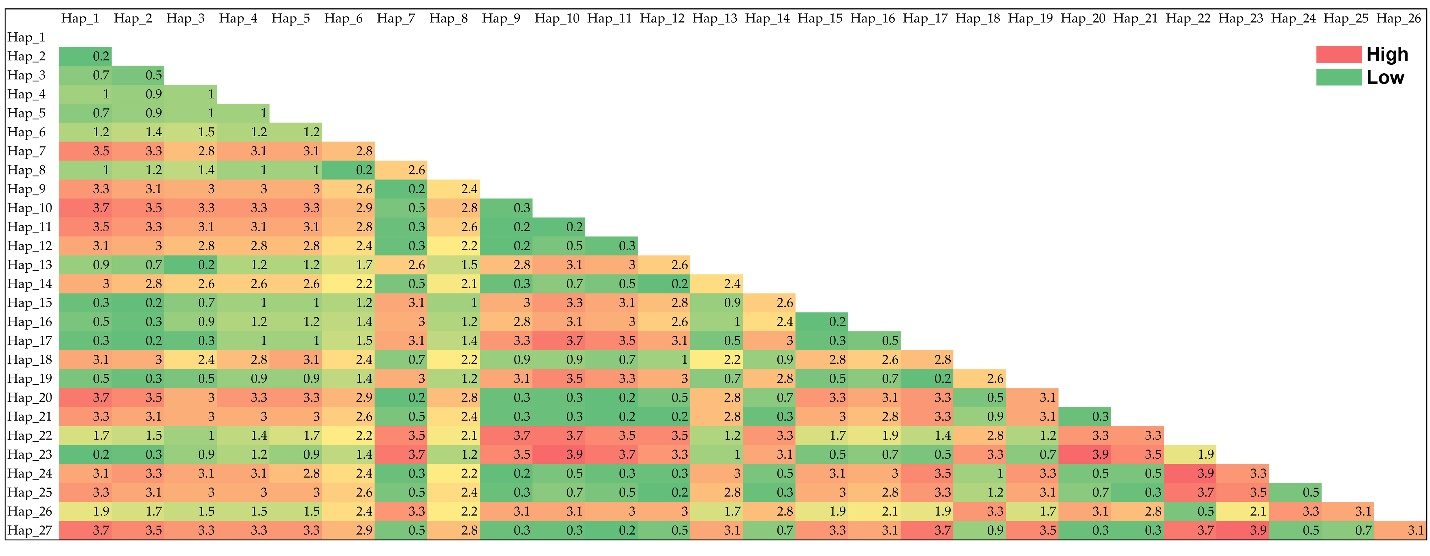 Hap_1 Hap_2 Hap_3 Hap_4 Hap_5 Hap_6 Hap_7 Hap_8 Hap_9 Hap_10 Hap_11 Hap_12 Hap_13 Hap_14 Hap_15 Hap_16 Hap_17 Hap_18 Hap_19 Hap_20 Hap_21 Hap_22 Hap_23 Hap_24 Hap_25 Hap_26
Hap_1
High
Hap_2 0.2
Low
Hap_3 0.7 0.5
Hap_4 1 0.9 1
Hap_5 0.7 0.9 1 1
Hap_6 1.2 1.4 1.5 1.2 1.2
Hap_7 3.5 3.3 2.8 3.1 3.1 2.8
Hap_8 1 1.2 1.4 1 1 0.2 2.6
Hap_9 3.3 3.1 3 3 3 2.6 0.2 2.4
Hap_10 3.7 3.5 3.3 3.3 3.3 2.9 0.5 2.8 0.3
Hap_11 3.5 3.3 3.1 3.1 3.1 2.8 0.3 2.6 0.2 0.2
Hap_12 3.1 3 2.8 2.8 2.8 2.4 0.3 2.2 0.2 0.5 0.3
Hap_13 0.9 0.7 0.2 1.2 1.2 1.7 2.6 1.5 2.8 3.1 3 2.6
Hap_14 3 2.8 2.6 2.6 2.6 2.2 0.5 2.1 0.3 0.7 0.5 0.2 2.4
Hap_15 0.3 0.2 0.7 1 1 1.2 3.1 1 3 3.3 3.1 2.8 0.9 2.6
Hap_16 0.5 0.3 0.9 1.2 1.2 1.4 3 1.2 2.8 3.1 3 2.6 1 2.4 0.2
Hap_17 0.3 0.2 0.3 1 1 1.5 3.1 1.4 3.3 3.7 3.5 3.1 0.5 3 0.3 0.5
Hap_18 3.1 3 2.4 2.8 3.1 2.4 0.7 2.2 0.9 0.9 0.7 1 2.2 0.9 2.8 2.6 2.8
Hap_19 0.5 0.3 0.5 0.9 0.9 1.4 3 1.2 3.1 3.5 3.3 3 0.7 2.8 0.5 0.7 0.2 2.6
Hap_20 3.7 3.5 3 3.3 3.3 2.9 0.2 2.8 0.3 0.3 0.2 0.5 2.8 0.7 3.3 3.1 3.3 0.5 3.1
Hap_21 3.3 3.1 3 3 3 2.6 0.5 2.4 0.3 0.3 0.2 0.2 2.8 0.3 3 2.8 3.3 0.9 3.1 0.3
Hap_22 1.7 1.5 1 1.4 1.7 2.2 3.5 2.1 3.7 3.7 3.5 3.5 1.2 3.3 1.7 1.9 1.4 2.8 1.2 3.3 3.3
Hap_23 0.2 0.3 0.9 1.2 0.9 1.4 3.7 1.2 3.5 3.9 3.7 3.3 1 3.1 0.5 0.7 0.5 3.3 0.7 3.9 3.5 1.9
Hap_24 3.1 3.3 3.1 3.1 2.8 2.4 0.3 2.2 0.2 0.5 0.3 0.3 3 0.5 3.1 3 3.5 1 3.3 0.5 0.5 3.9 3.3
Hap_25 3.3 3.1 3 3 3 2.6 0.5 2.4 0.3 0.7 0.5 0.2 2.8 0.3 3 2.8 3.3 1.2 3.1 0.7 0.3 3.7 3.5 0.5
Hap_26 1.9 1.7 1.5 1.5 1.5 2.4 3.3 2.2 3.1 3.1 3 3 1.7 2.8 1.9 2.1 1.9 3.3 1.7 3.1 2.8 0.5 2.1 3.3 3.1
Hap_27 3.7 3.5 3.3 3.3 3.3 2.9 0.5 2.8 0.3 0.3 0.2 0.5 3.1 0.7 3.3 3.1 3.7 0.9 3.5 0.3 0.3 3.7 3.9 0.5 0.7 3.1